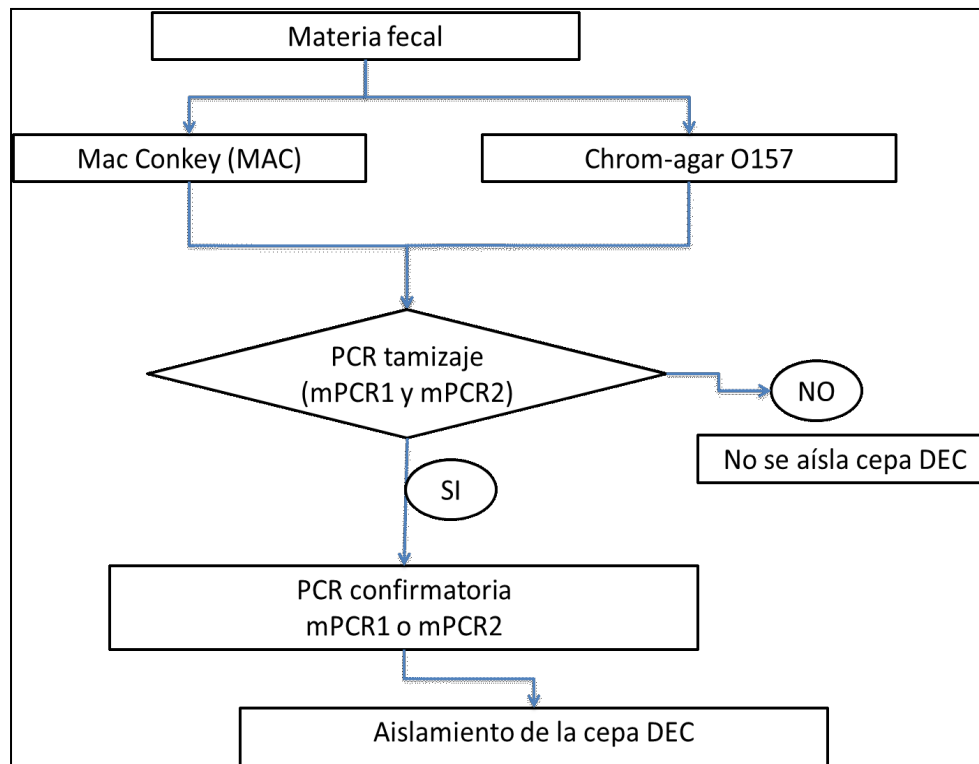 Materia fecal
Mac Conkey (MAC)
Chrom-agar O157
PCR tamizaje
(mPCR1 y mPCR2)
NO
No se aísla cepa DEC
SI
PCR confirmatoria
mPCR1 o mPCR2
Aislamiento de la cepa DEC